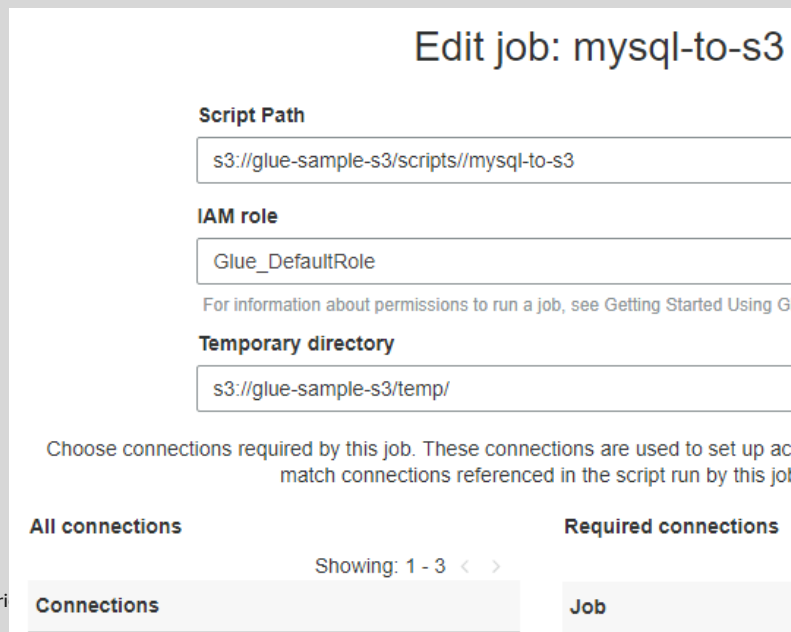 Edit job: mysql-to-s3
Script Path
s3://glue-sample-s3/scripts//mysql-to-s3
IAM role
Glue_DefaultRole
For information about permissions to run a job, see Getting Started Using G
Temporary directory
s3://glue-sample-s3/temp/
Choose connections required by this job. These connections are used to set up ac
match connections referenced in the script run by this job
All connections
Required connections
Showing: 1 - 3 < >
Connections
Job